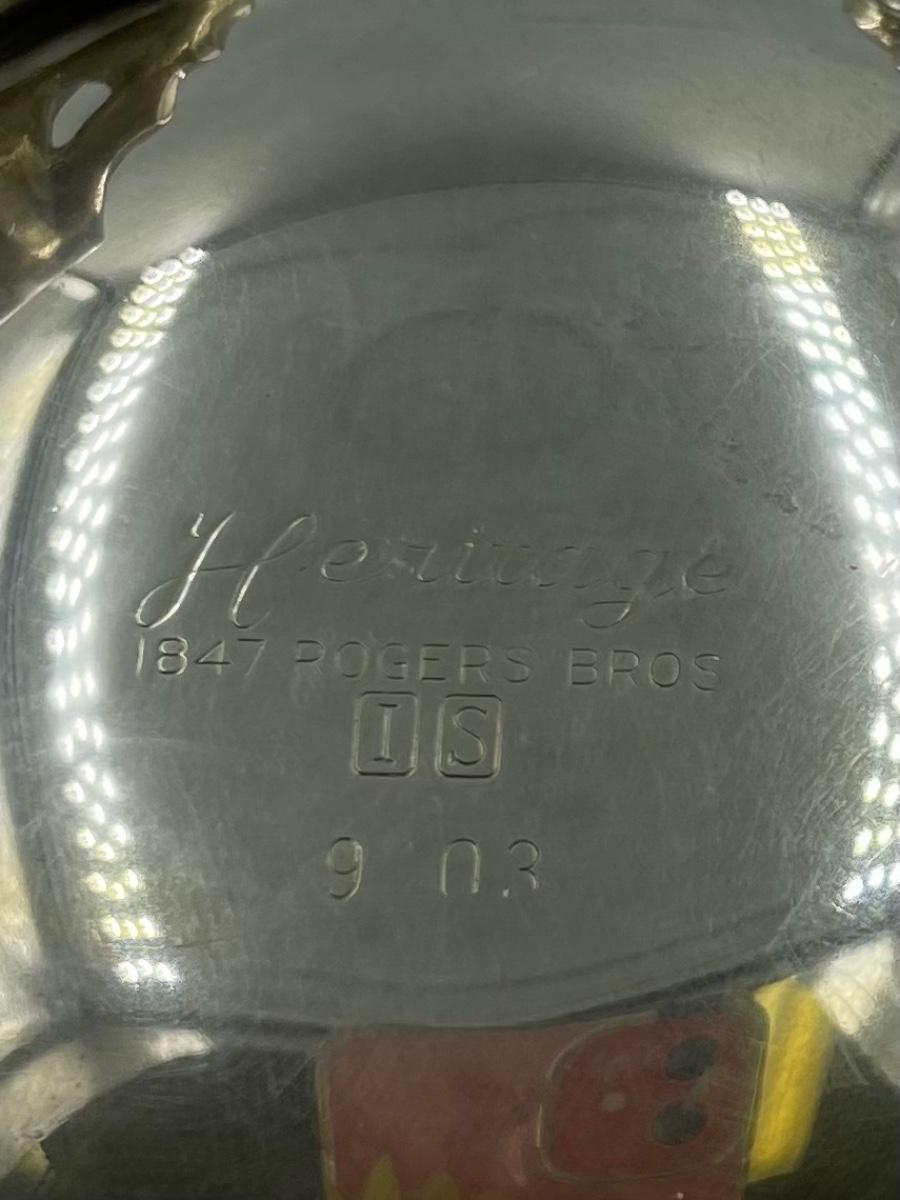 Heritage
1847 ROGERS BROS
I S
9 03